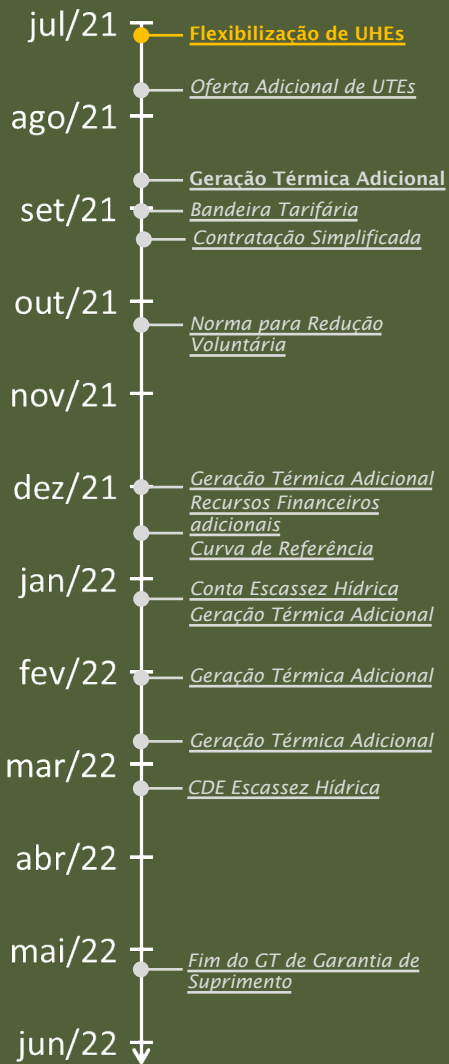 jul/21
Flexibilização de UHEs
Oferta Adicional de UTEs
ago/21
Geração Térmica Adicional
set/21
Bandeira Tarifária
Contratação Simplificada
out/21
Norma para Redução
Voluntária
nov/21
dez/21
Geração Térmica Adicional
Recursos Financeiros
adicionais
Curva de Referência
jan/22
Conta Escassez Hídrica
Geração Térmica Adicional
fev/22
Geração Térmica Adicional
Geração Térmica Adicional
mar/22
CDE Escassez Hídrica
abr/22
mai/22
Fim do GT de Garantia de
Suprimento
jun/22